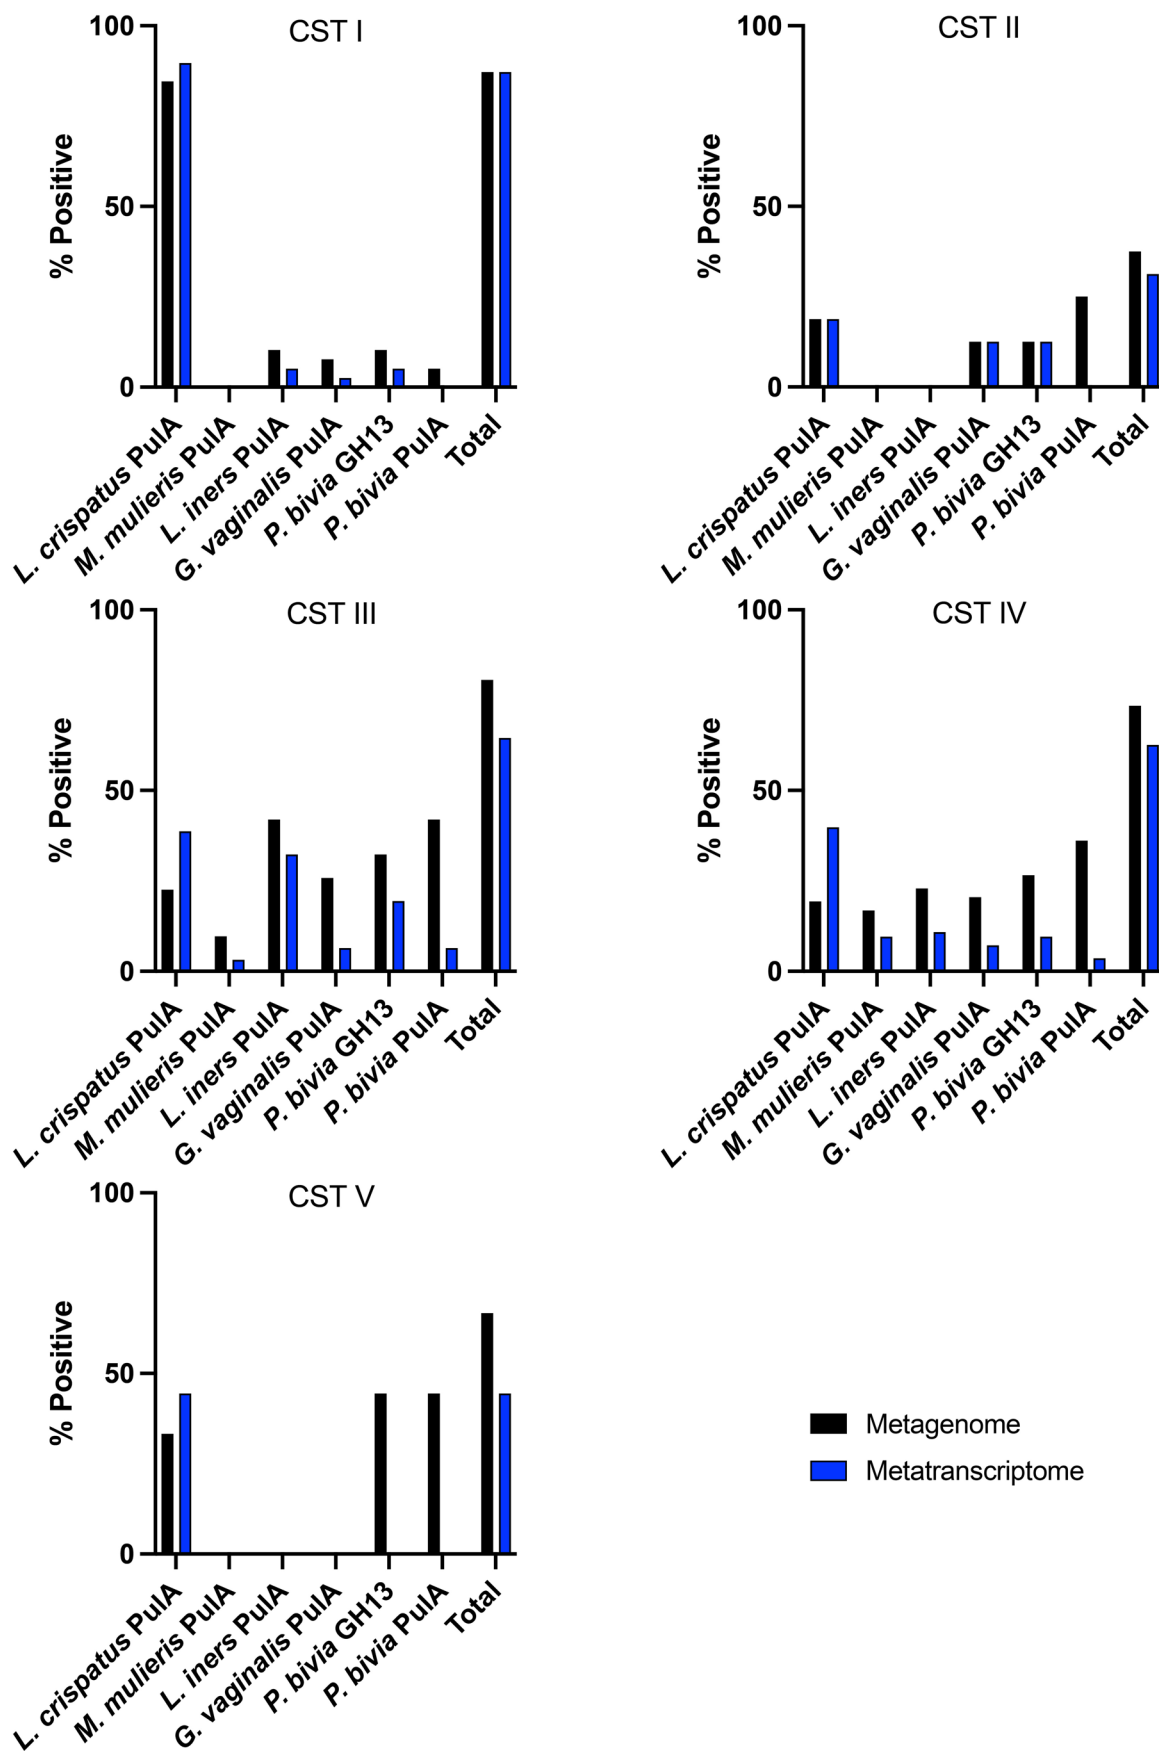 CST I
100
50
0
% Positive
L. crispatus PulA
M. mulieris PulA
L. iners PulA
G. vaginalis PulA
P. bivia GH13
P. bivia PulA
Total
CST II
100
50
0
% Positive
L. crispatus PulA
M. mulieris PulA
L. iners PulA
G. vaginalis PulA
P. bivia GH13
P. bivia PulA
Total
CST III
100
50
0
% Positive
L. crispatus PulA
M. mulieris PulA
L. iners PulA
G. vaginalis PulA
P. bivia GH13
P. bivia PulA
Total
CST IV
100
50
0
% Positive
L. crispatus PulA
M. mulieris PulA
L. iners PulA
G. vaginalis PulA
P. bivia GH13
P. bivia PulA
Total
CST V
100
50
0
% Positive
L. crispatus PulA
M. mulieris PulA
L. iners PulA
G. vaginalis PulA
P. bivia GH13
P. bivia PulA
Total
Metagenome
Metatranscriptome